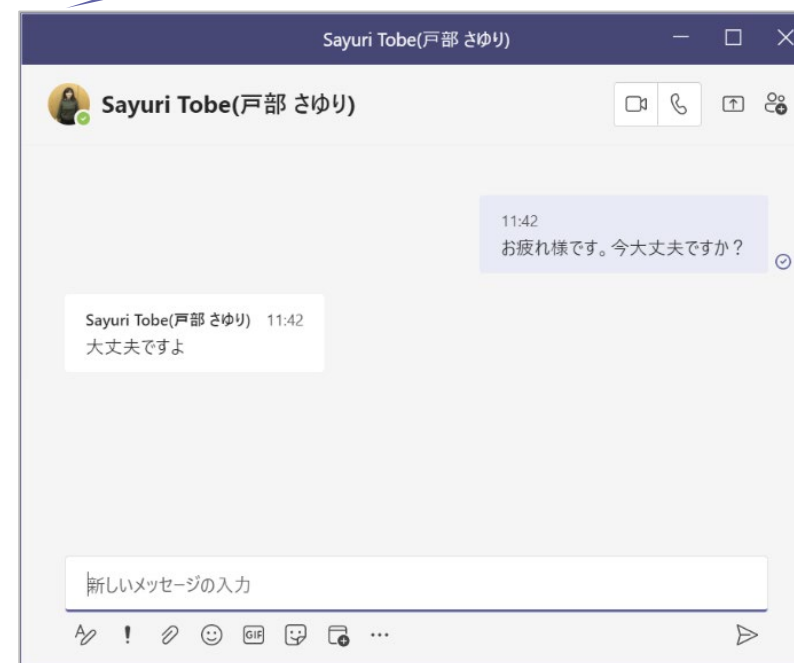 Sayuri Tobe(戸部 さゆり)
Sayuri Tobe(戸部 さゆり)
11:42
お疲れ様です。今大丈夫ですか？
Sayuri Tobe(戸部 さゆり) 11:42
大丈夫ですよ
新しいメッセージの入力
GIF